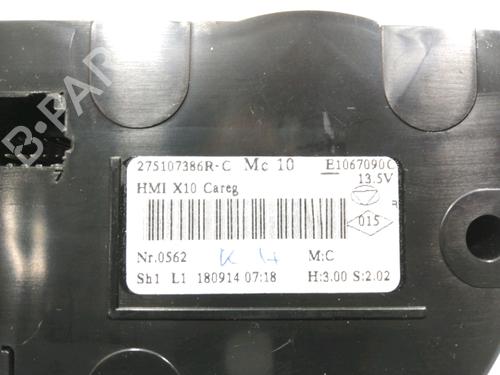 275107386R-C Mc 10 E1067090C
13.5V
HMI X10 Careg
015
R
Nr.0562 K 4 M:C
Sh1 L1 180914 07:18 H:3.00 S:2.02
B-PARTS